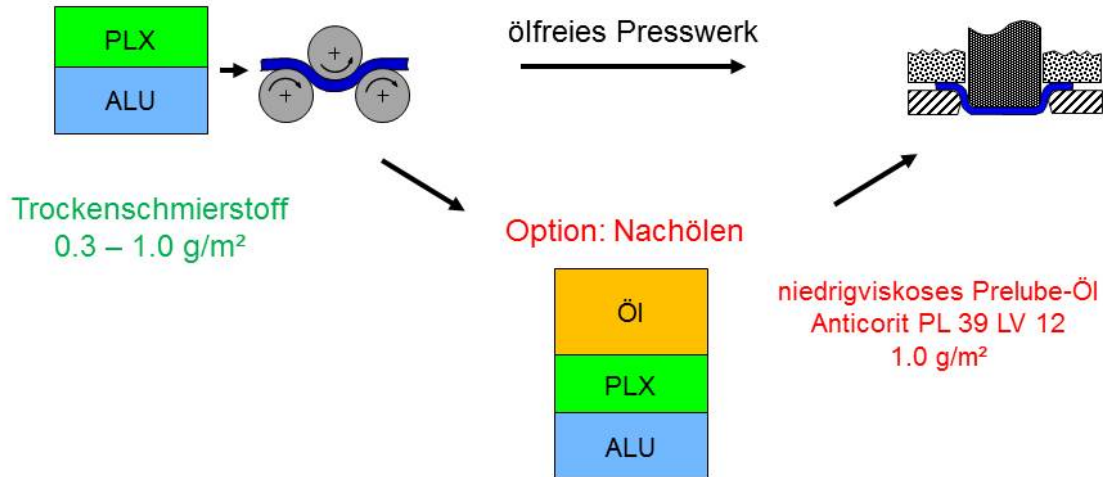 PLX
ALU
ölfreies Presswerk
Trockenschmierstoff
0.3 – 1.0 g/m²
Option: Nachölen
Öl
PLX
ALU
niedrigviskoses Prelube-Öl
Anticorit PL 39 LV 12
1.0 g/m²